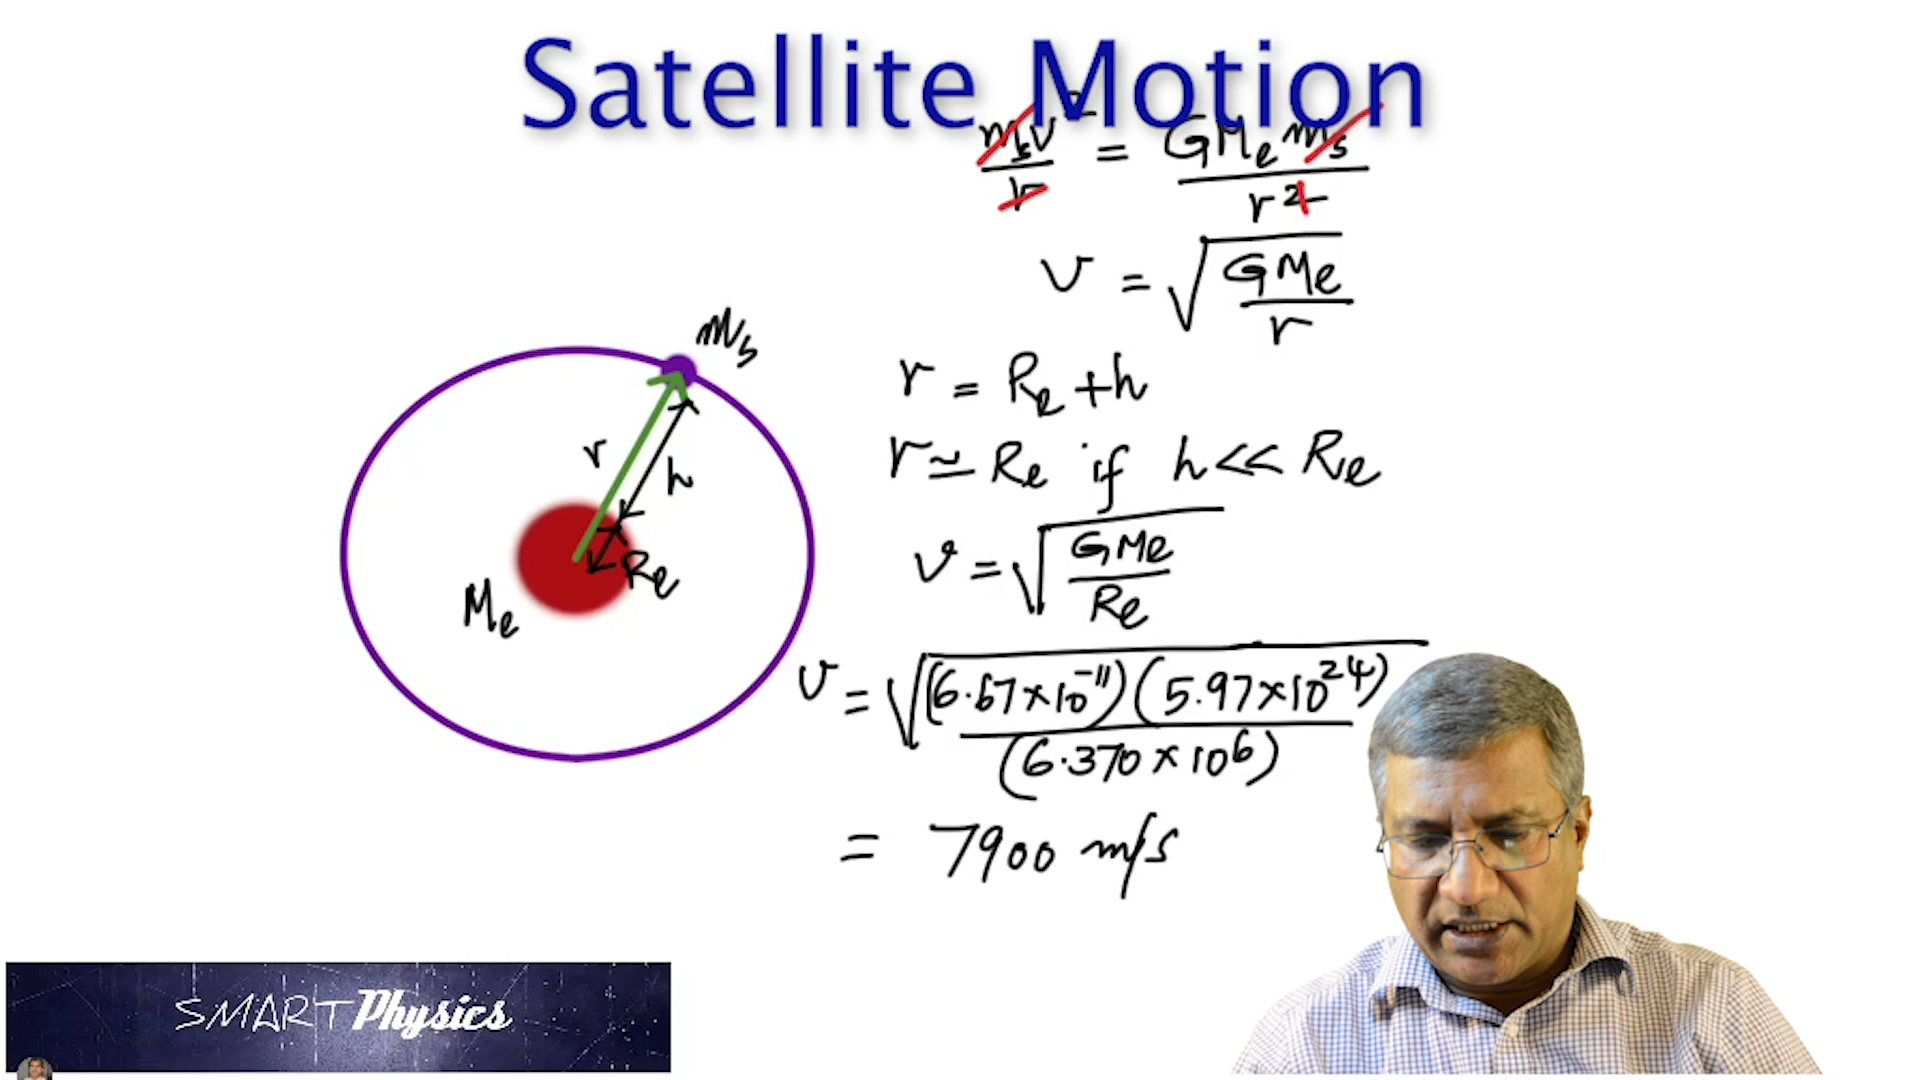 Satellite Motion
m_s v² / r = G M_e m_s / r²
v = √(G M_e / r)
m_s
r = R_e + h
r ≃ R_e if h << R_e
r
h
v = √(G M_e / R_e)
R_e
M_e
v = √((6.67×10⁻¹¹)(5.97×10²⁴) / (6.370×10⁶))
= 7900 m/s
SMART Physics